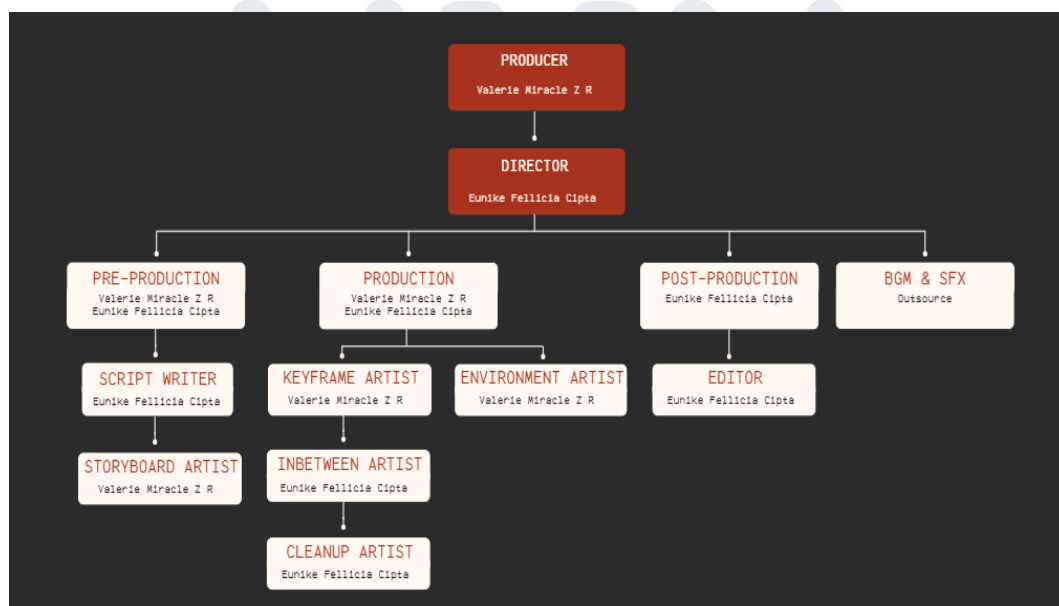 PRODUCER
Valerie Miracle Z R
DIRECTOR
Eunike Fellicia Cipta
PRE-PRODUCTION
Valerie Miracle Z R
Eunike Fellicia Cipta
PRODUCTION
Valerie Miracle Z R
Eunike Fellicia Cipta
POST-PRODUCTION
Eunike Fellicia Cipta
BGM & SFX
Outsource
SCRIPT WRITER
Eunike Fellicia Cipta
KEYFRAME ARTIST
Valerie Miracle Z R
ENVIRONMENT ARTIST
Valerie Miracle Z R
EDITOR
Eunike Fellicia Cipta
STORYBOARD ARTIST
Valerie Miracle Z R
INBETWEEN ARTIST
Eunike Fellicia Cipta
CLEANUP ARTIST
Eunike Fellicia Cipta